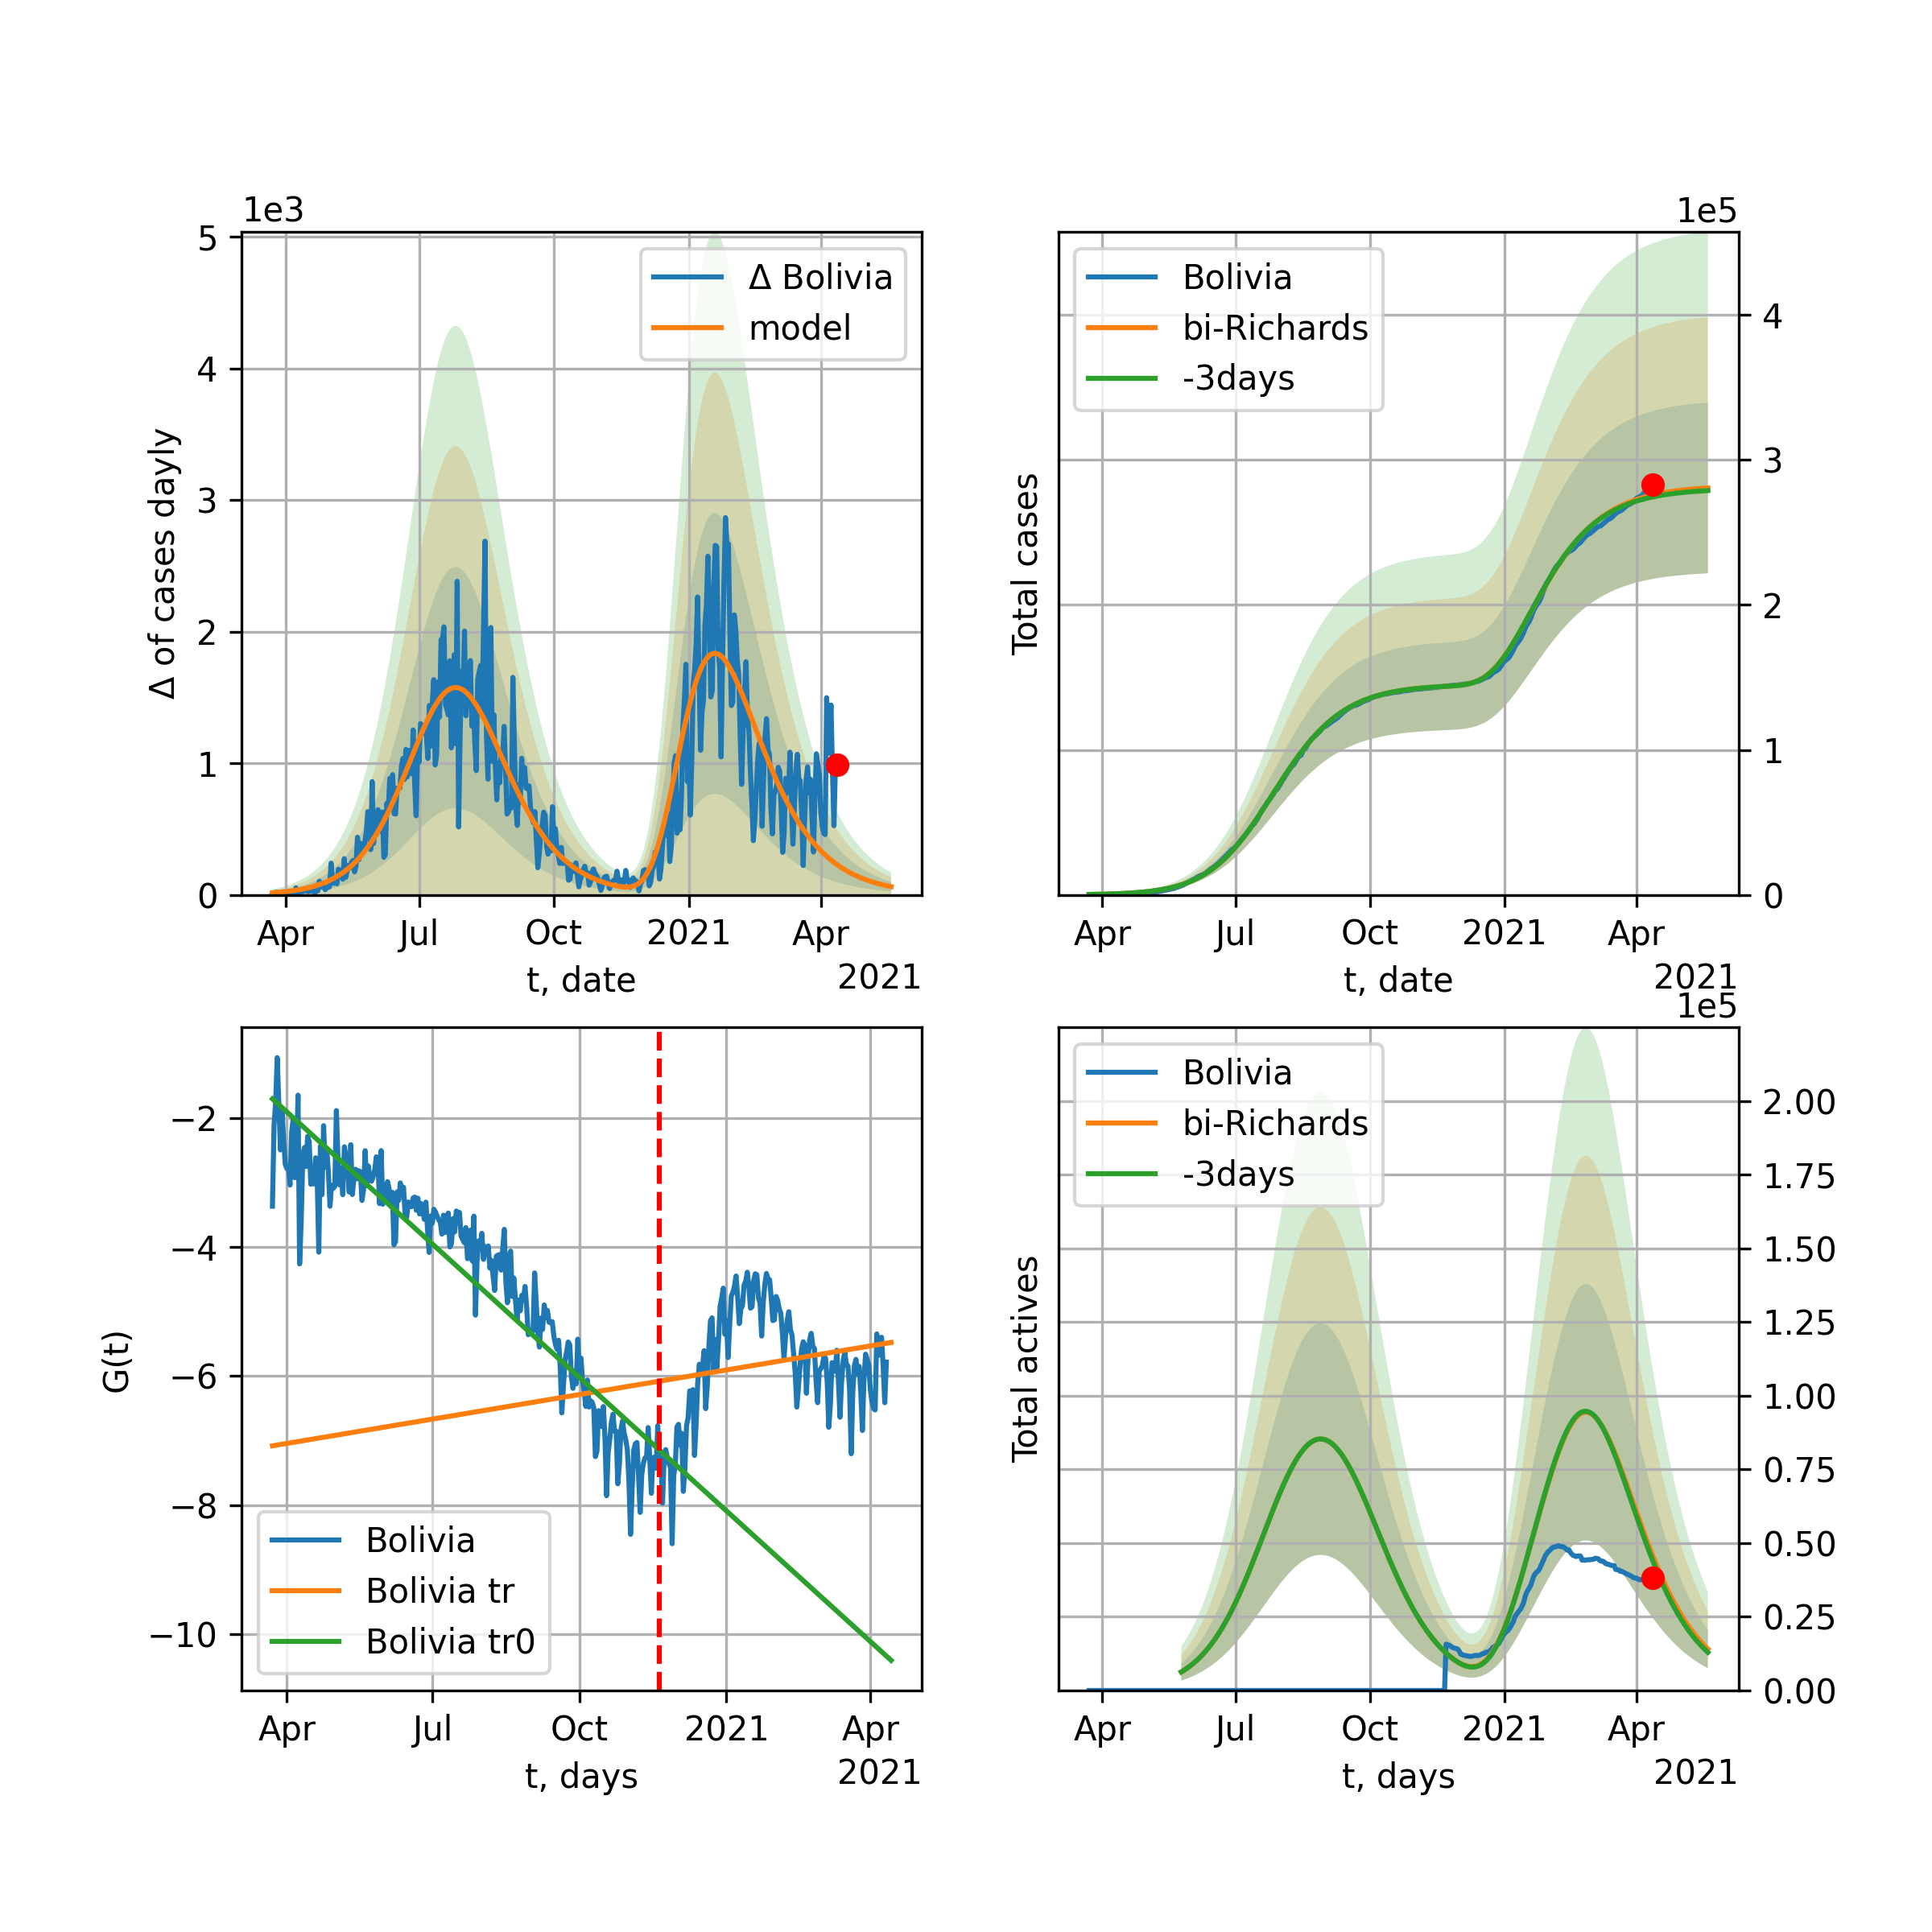 1e3
5
4
3
2
1
0
Δ of cases dayly
Δ Bolivia
model
Apr
Jul
Oct
2021
Apr
t, date
2021
1e5
Total cases
Bolivia
bi-Richards
-3days
4
3
2
1
0
Apr
Jul
Oct
2021
Apr
t, date
2021
G(t)
−2
−4
−6
−8
−10
Bolivia
Bolivia tr
Bolivia tr0
Apr
Jul
Oct
2021
Apr
t, days
2021
1e5
Total actives
Bolivia
bi-Richards
-3days
2.00
1.75
1.50
1.25
1.00
0.75
0.50
0.25
0.00
Apr
Jul
Oct
2021
Apr
t, days
2021